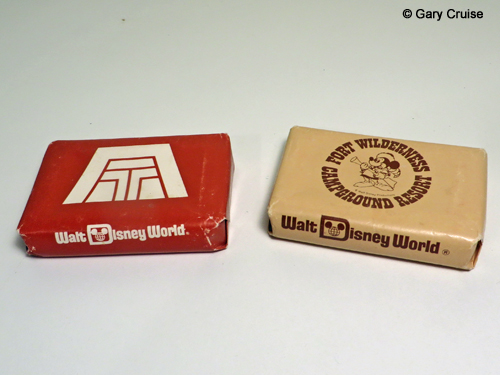 © Gary Cruise
Walt Disney World
FORT WILDERNESS
CAMPGROUND RESORT
Walt Disney World ®